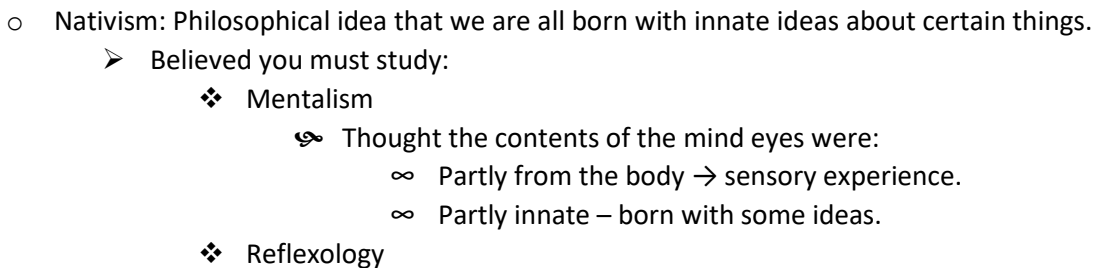 o Nativism: Philosophical idea that we are all born with innate ideas about certain things.
➢ Believed you must study:
❖ Mentalism
Thought the contents of the mind eyes were:
∞ Partly from the body → sensory experience.
∞ Partly innate – born with some ideas.
❖ Reflexology